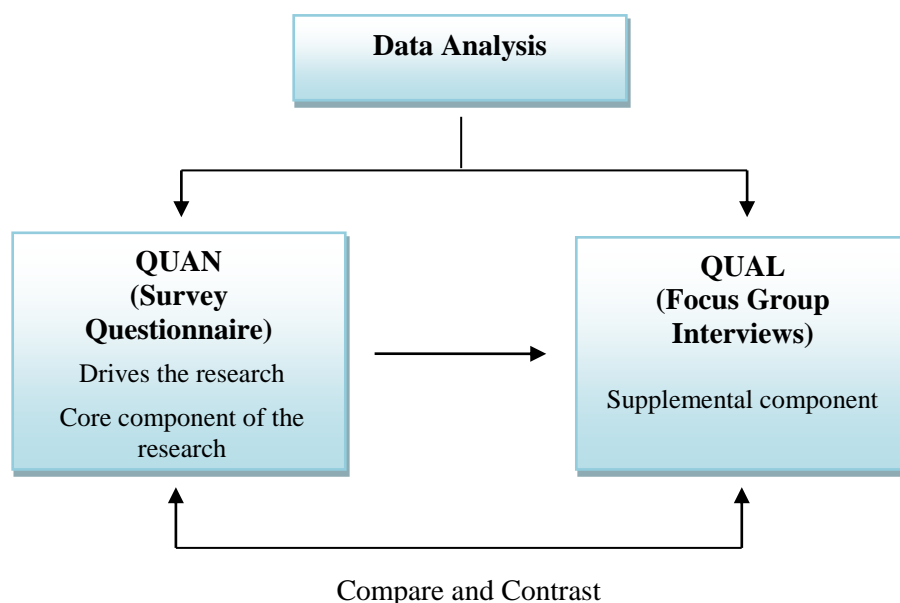 Data Analysis
QUAN
(Survey
Questionnaire)
Drives the research
Core component of the
research
QUAL
(Focus Group
Interviews)
Supplemental component
Compare and Contrast